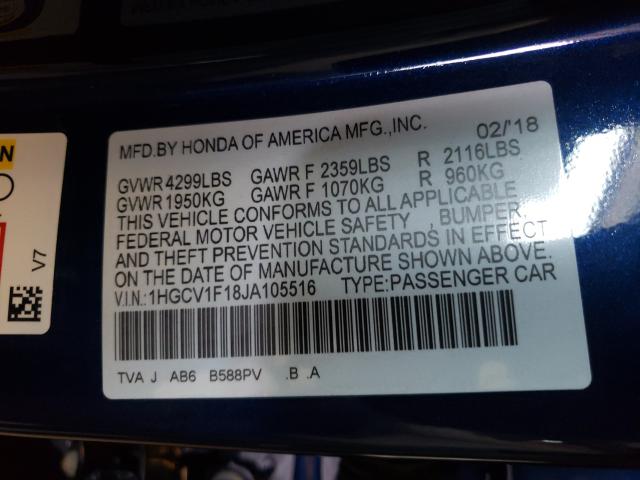 MFD.BY HONDA OF AMERICA MFG.,INC. 02/'18
GVWR 4299LBS GAWR F 2359LBS R 2116LBS
GVWR 1950KG GAWR F 1070KG R 960KG
THIS VEHICLE CONFORMS TO ALL APPLICABLE
FEDERAL MOTOR VEHICLE SAFETY , BUMPER,
AND THEFT PREVENTION STANDARDS IN EFFECT
ON THE DATE OF MANUFACTURE SHOWN ABOVE.
V.I.N.:1HGCV1F18JA105516 TYPE:PASSENGER CAR
TVA J AB6 B588PV .B .A
V7